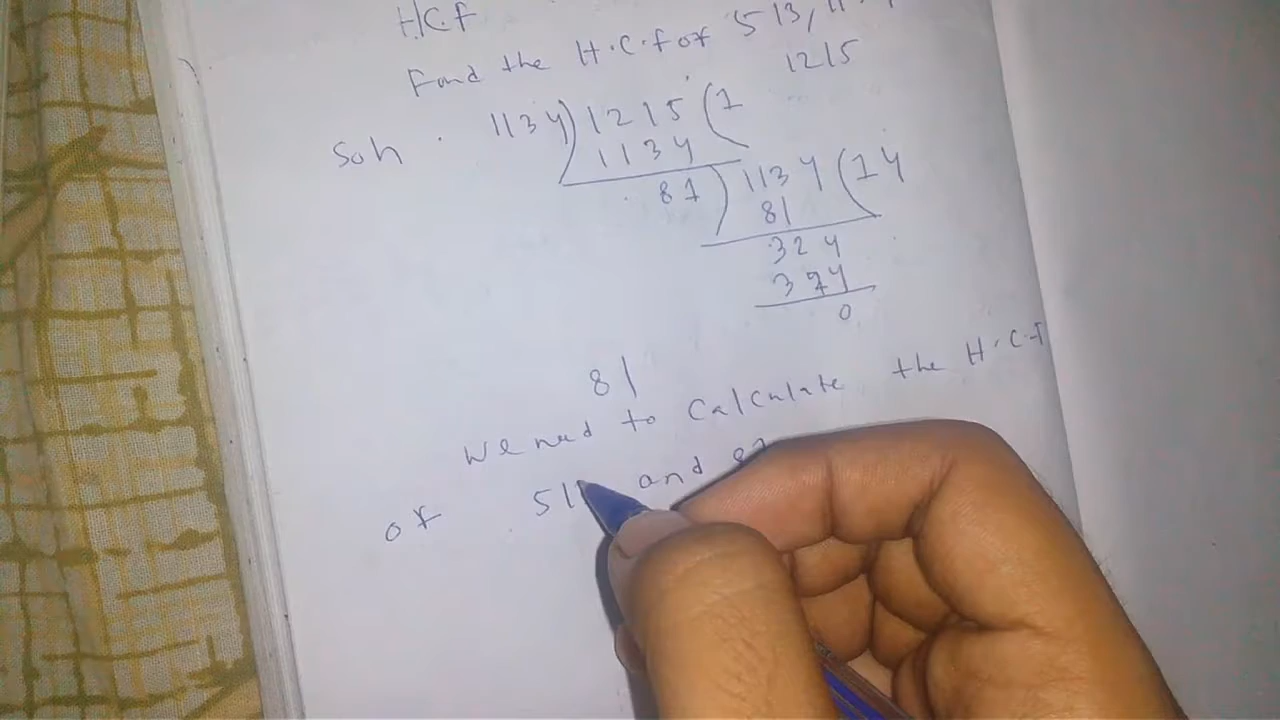 H.C.F
Find the H.C.F of 513,
1215
Soln. 1134) 1215 (1
1134
81) 1134 (14
81
324
324
0
81
We need to Calculate the H.C.F
of 513 and